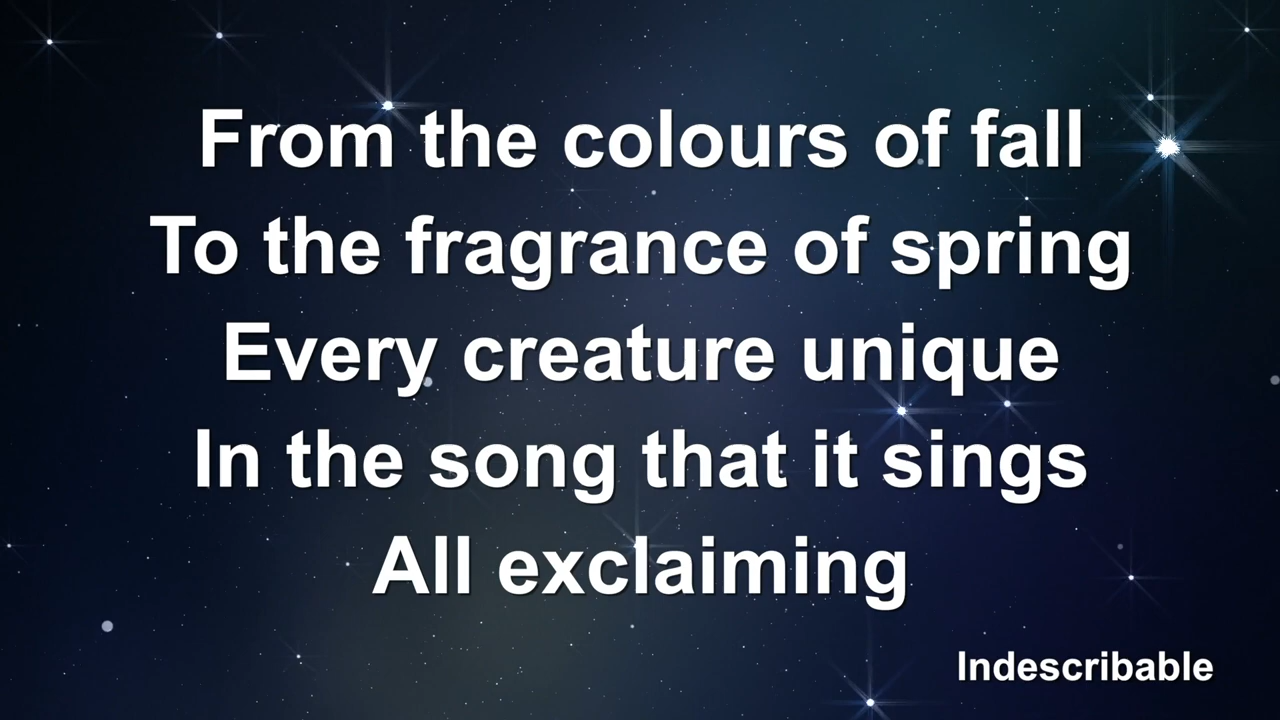 From the colours of fall
To the fragrance of spring
Every creature unique
In the song that it sings
All exclaiming
Indescribable